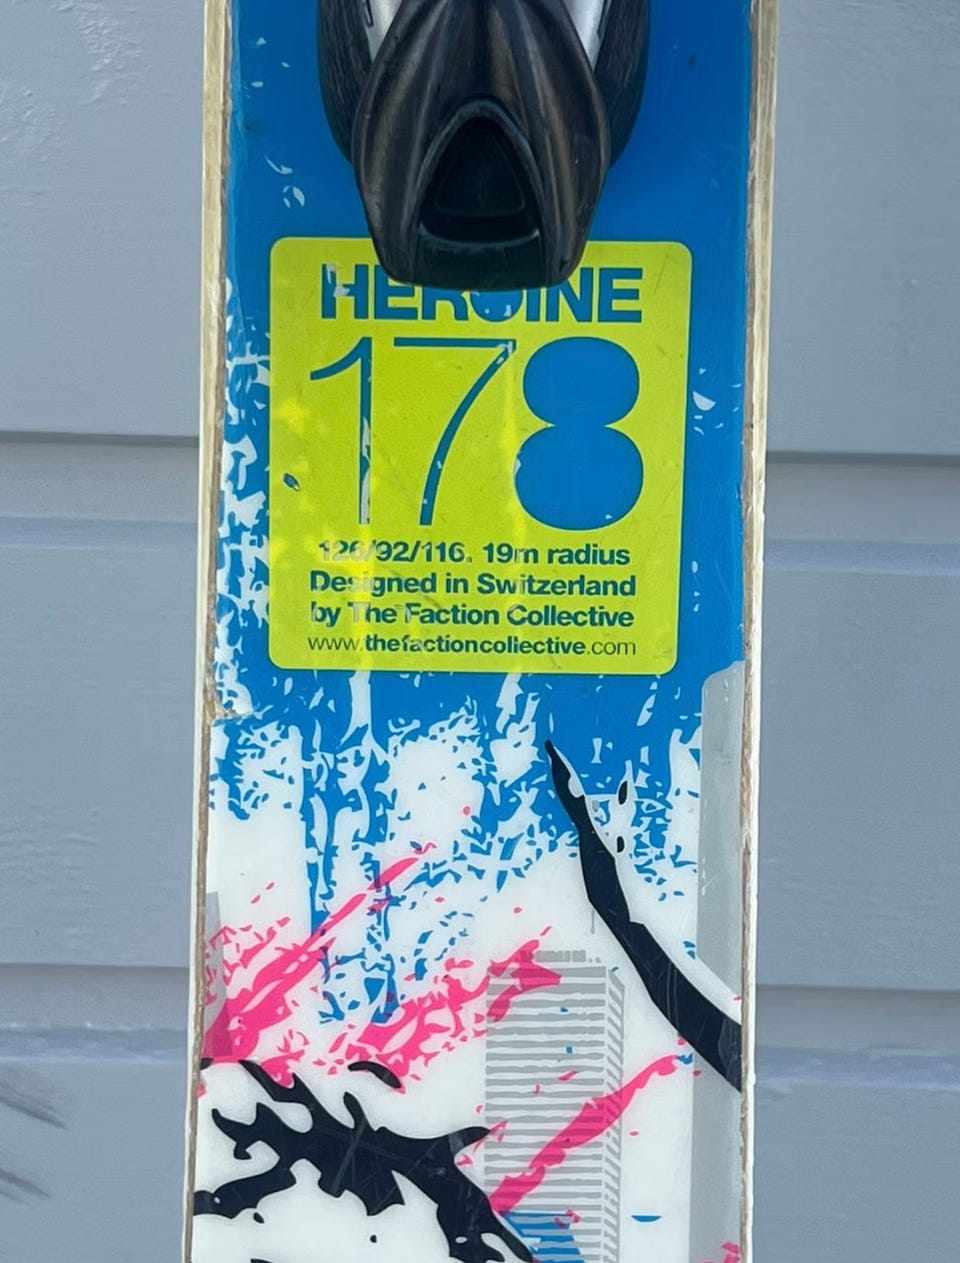 HEROINE
178
126/92/116. 19m radius
Designed in Switzerland
by The Faction Collective
www.thefactioncollective.com